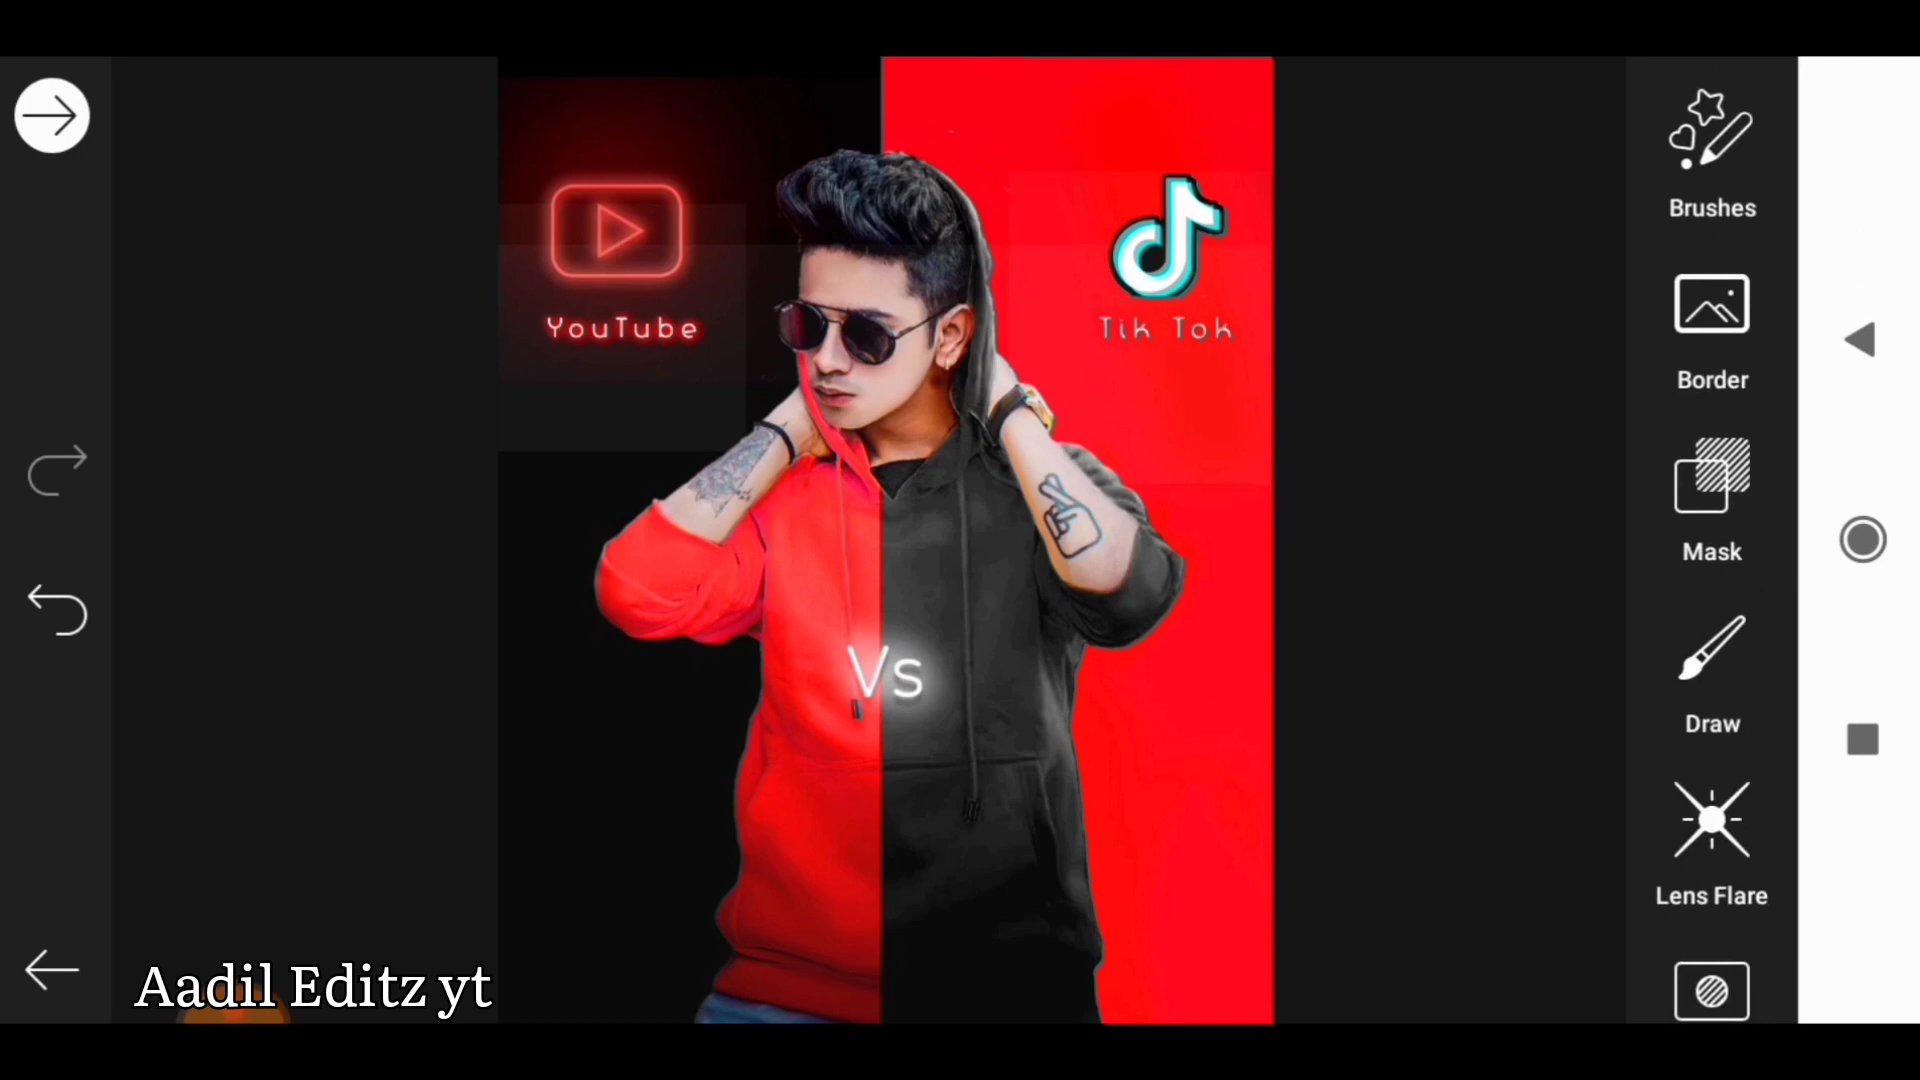 Brushes
YouTube
Tik Tok
Border
Mask
Vs
Draw
Lens Flare
Aadil Editz yt